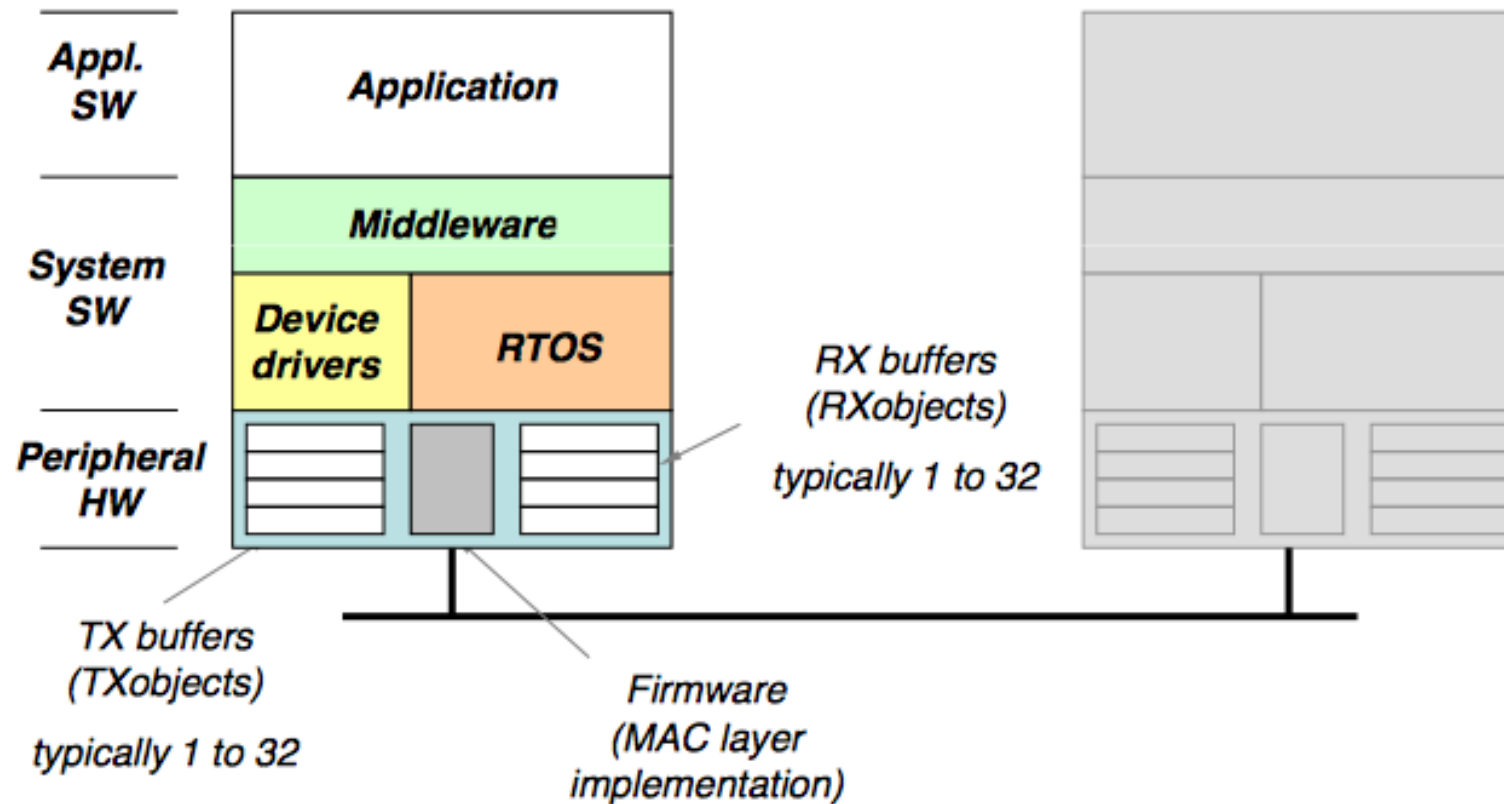 Appl.
SW
Application
System
SW
Middleware
Device
drivers
RTOS
RX buffers
(RXobjects)
typically 1 to 32
Peripheral
HW
TX buffers
(TXobjects)
typically 1 to 32
Firmware
(MAC layer
implementation)